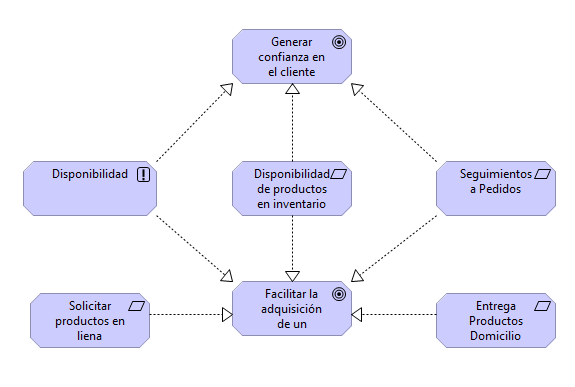 Generar
confianza en
el cliente
Disponibilidad
Disponibilidad
de productos
en inventario
Seguimientos
a Pedidos
Solicitar
productos en
liena
Facilitar la
adquisición
de un
Entrega
Productos
Domicilio